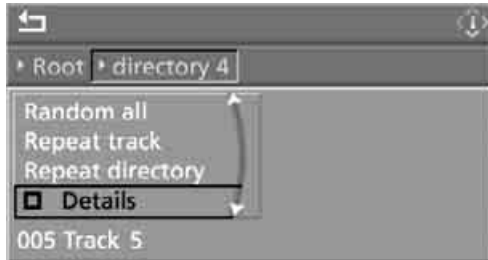 Root directory 4
Random all
Repeat track
Repeat directory
Details
005 Track 5